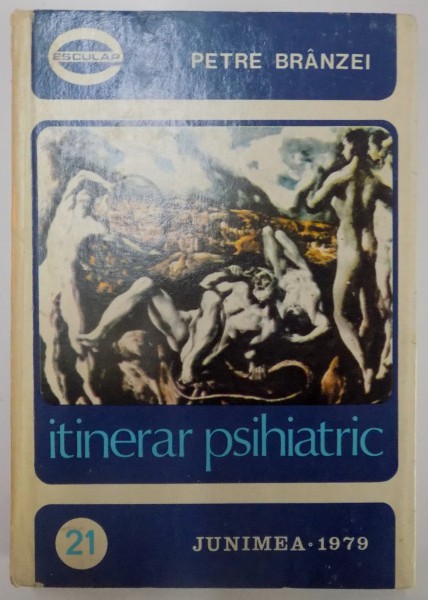 ESCULAP
PETRE BRÂNZEI
itinerar psihiatric
21
JUNIMEA • 1979